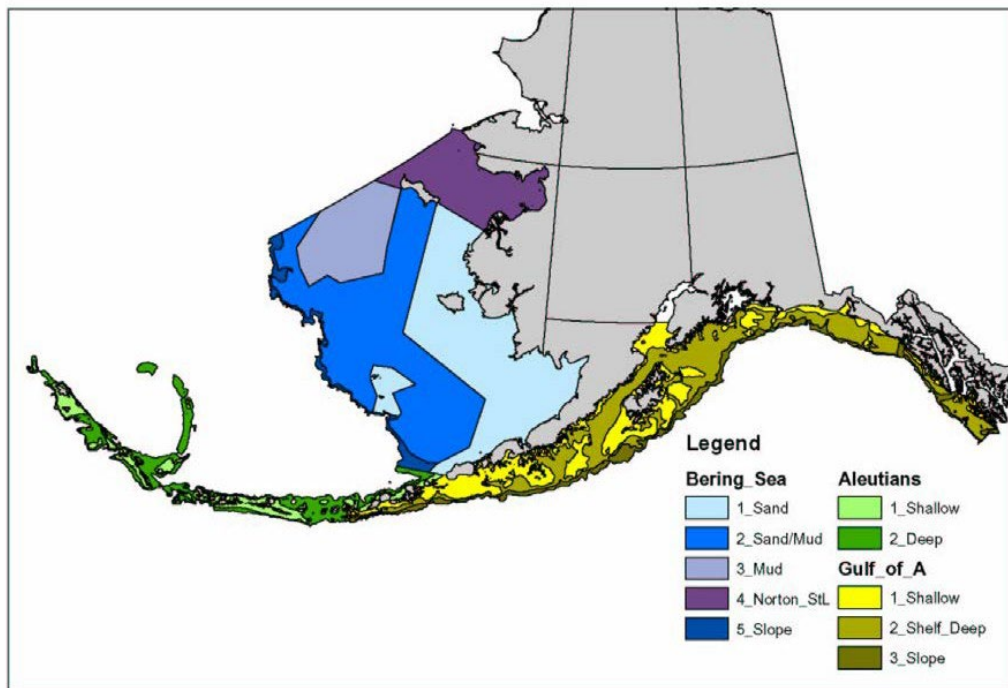 Legend
Bering_Sea
1_Sand
2_Sand/Mud
3_Mud
4_Norton_StL
5_Slope
Aleutians
1_Shallow
2_Deep
Gulf_of_A
1_Shallow
2_Shelf_Deep
3_Slope